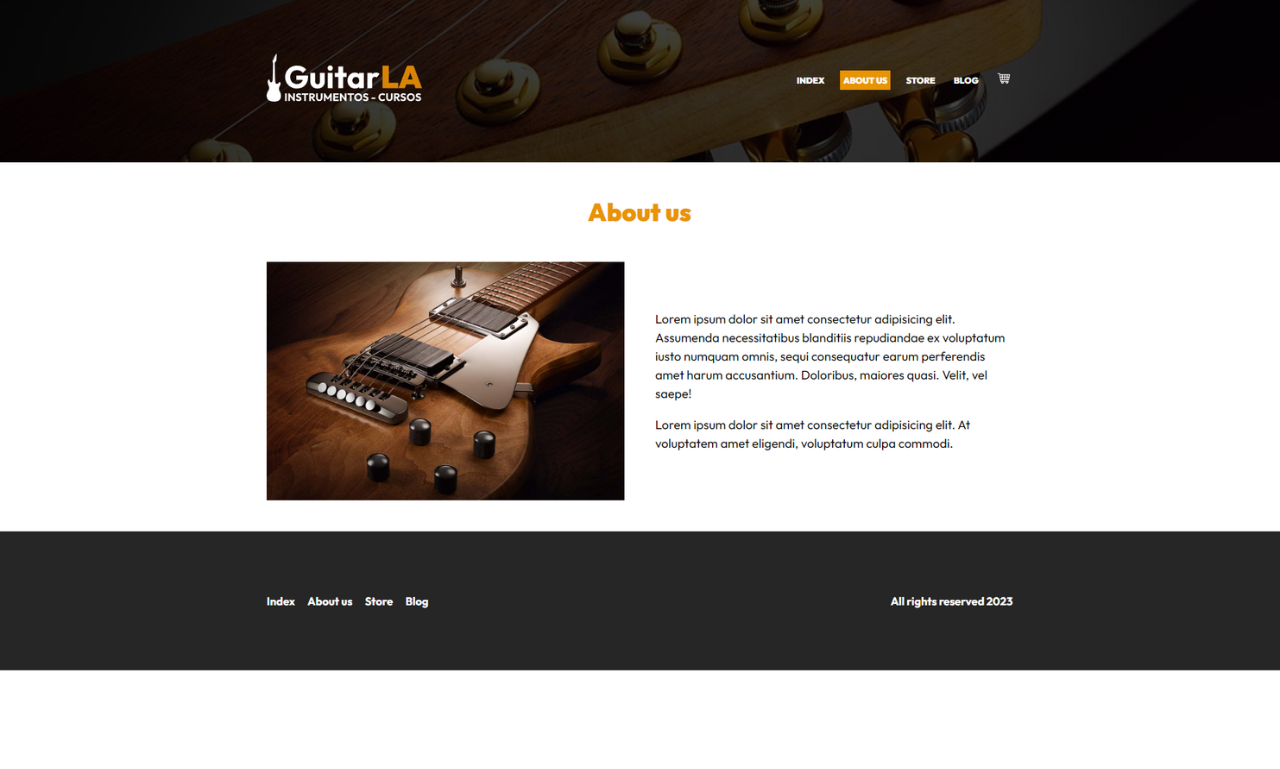 GuitarLA
INSTRUMENTOS - CURSOS
INDEX ABOUT US STORE BLOG
About us
Lorem ipsum dolor sit amet consectetur adipisicing elit.
Assumenda necessitatibus blanditiis repudiandae ex voluptatum
iusto numquam omnis, sequi consequatur earum perferendis
amet harum accusantium. Doloribus, maiores quasi. Velit, vel
saepe!
Lorem ipsum dolor sit amet consectetur adipisicing elit. At
voluptatem amet eligendi, voluptatum culpa commodi.
Index About us Store Blog
All rights reserved 2023